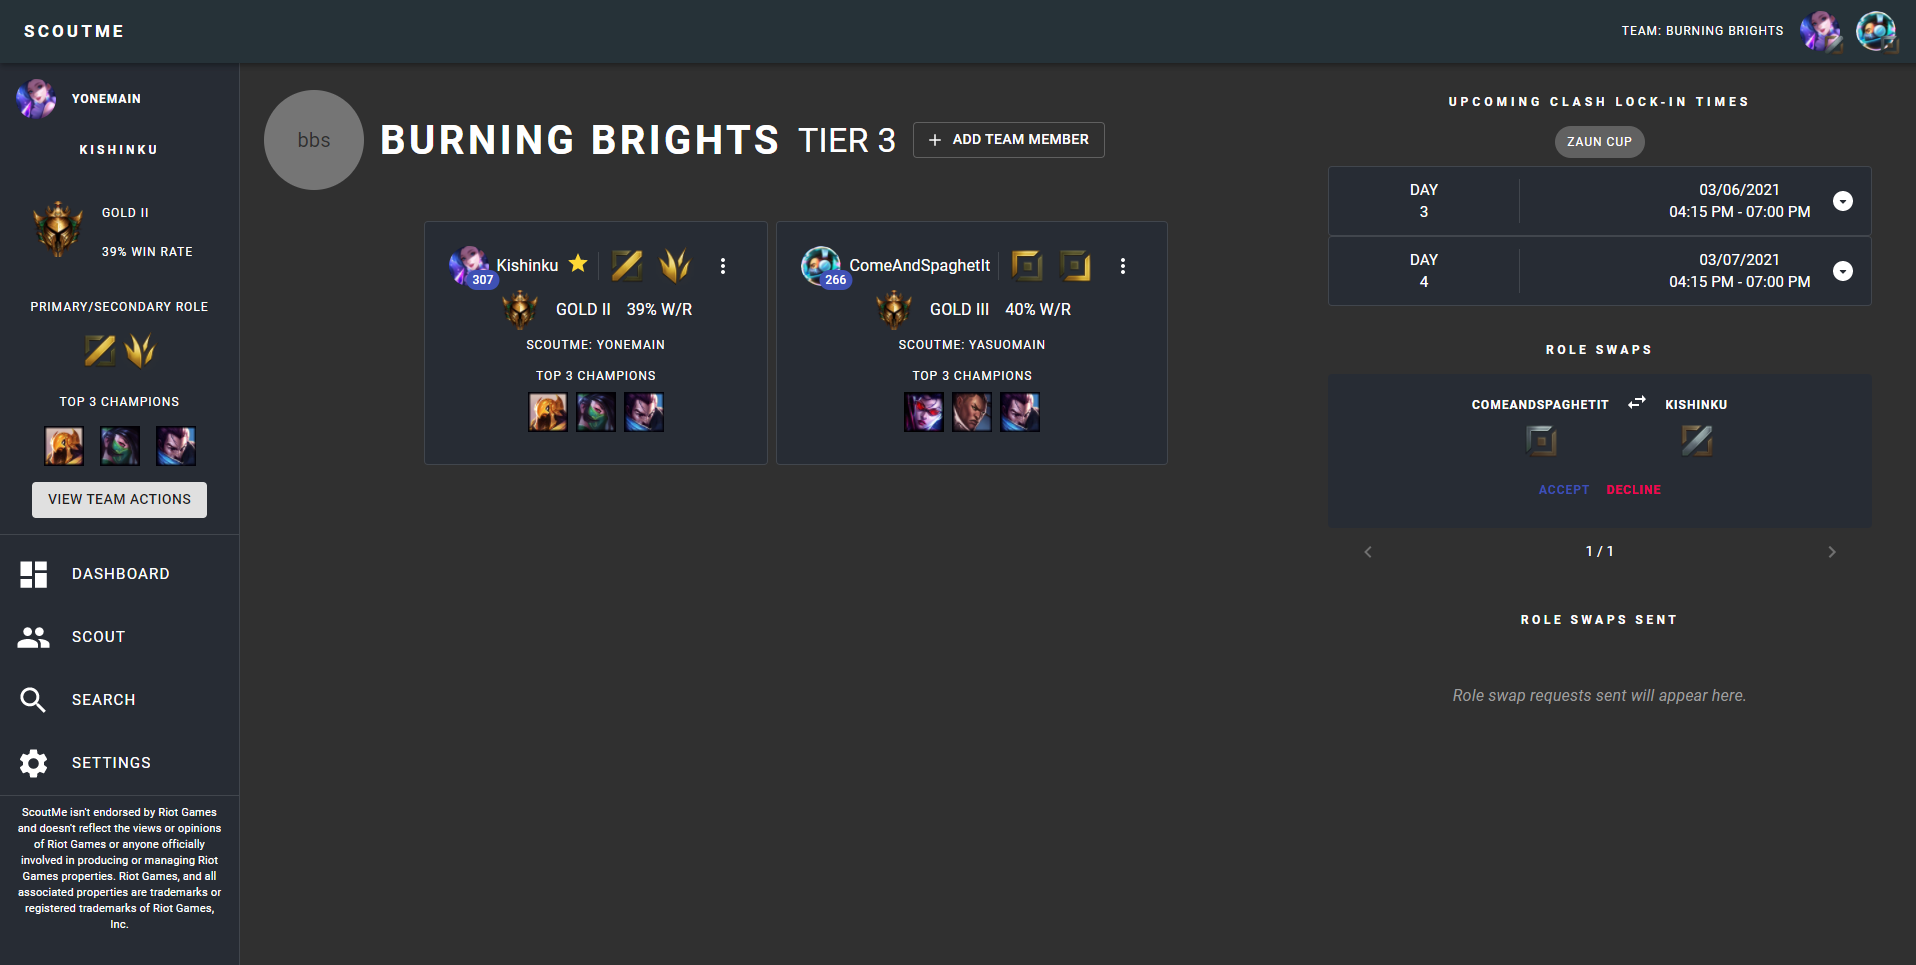 SCOUTME
TEAM: BURNING BRIGHTS
YONEMAIN
KISHINKU
GOLD II
39% WIN RATE
PRIMARY/SECONDARY ROLE
TOP 3 CHAMPIONS
VIEW TEAM ACTIONS
DASHBOARD
SCOUT
SEARCH
SETTINGS
ScoutMe isn't endorsed by Riot Games
and doesn't reflect the views or opinions
of Riot Games or anyone officially
involved in producing or managing Riot
Games properties. Riot Games, and all
associated properties are trademarks or
registered trademarks of Riot Games,
Inc.
bbs
BURNING BRIGHTS TIER 3
ADD TEAM MEMBER
Kishinku
307
GOLD II 39% W/R
SCOUTME: YONEMAIN
TOP 3 CHAMPIONS
ComeAndSpaghetIt
266
GOLD III 40% W/R
SCOUTME: YASUOMAIN
TOP 3 CHAMPIONS
UPCOMING CLASH LOCK-IN TIMES
ZAUN CUP
DAY
3
03/06/2021
04:15 PM - 07:00 PM
DAY
4
03/07/2021
04:15 PM - 07:00 PM
ROLE SWAPS
COMEANDSPAGHETIT KISHINKU
ACCEPT DECLINE
1 / 1
ROLE SWAPS SENT
Role swap requests sent will appear here.